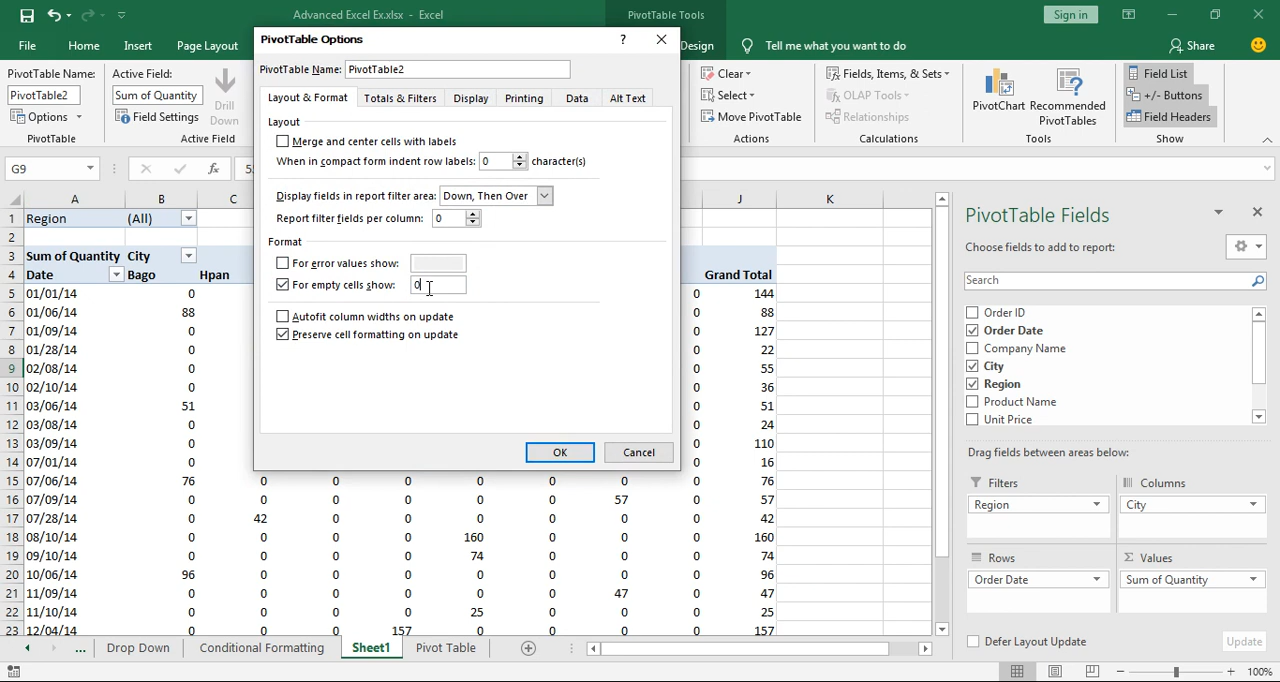 Advanced Excel Ex.xlsx - Excel
PivotTable Tools
Sign in
File Home Insert Page Layout Design Tell me what you want to do Share
PivotTable Name: Active Field:
PivotTable2 Sum of Quantity Drill Down
Options Field Settings
PivotTable Active Field
Clear Select Move PivotTable
Actions
Fields, Items, & Sets OLAP Tools Relationships
Calculations
PivotChart Recommended PivotTables
Tools
Field List +/- Buttons Field Headers
Show
G9 fx
PivotTable Options ?
PivotTable Name: PivotTable2
Layout & Format Totals & Filters Display Printing Data Alt Text
Layout
Merge and center cells with labels
When in compact form indent row labels: 0 character(s)
Display fields in report filter area: Down, Then Over
Report filter fields per column: 0
Format
For error values show:
For empty cells show: 0
Autofit column widths on update
Preserve cell formatting on update
OK Cancel
A B C J K
1 Region (All)
2
3 Sum of Quantity City
4 Date Bago Hpan Grand Total
5 01/01/14 0 0 144
6 01/06/14 88 0 88
7 01/09/14 0 0 127
8 01/28/14 0 0 22
9 02/08/14 0 0 55
10 02/10/14 0 0 36
11 03/06/14 51 0 51
12 03/08/14 0 0 24
13 03/09/14 0 0 110
14 07/01/14 0 0 16
15 07/06/14 76 0 0 0 0 0 0 0 76
16 07/09/14 0 0 0 0 0 0 57 0 57
17 07/28/14 0 42 0 0 0 0 0 0 42
18 08/10/14 0 0 0 0 160 0 0 0 160
19 09/10/14 0 0 0 0 74 0 0 0 74
20 10/06/14 96 0 0 0 0 0 0 0 96
21 11/09/14 0 0 0 0 0 0 47 0 47
22 11/10/14 0 0 0 0 25 0 0 0 25
23 12/04/14 0 0 0 157 0 0 0 0 157
... Drop Down Conditional Formatting Sheet1 Pivot Table
PivotTable Fields
Choose fields to add to report:
Search
Order ID
Order Date
Company Name
City
Region
Product Name
Unit Price
Drag fields between areas below:
Filters Columns
Region City
Rows Σ Values
Order Date Sum of Quantity
Defer Layout Update Update
100%